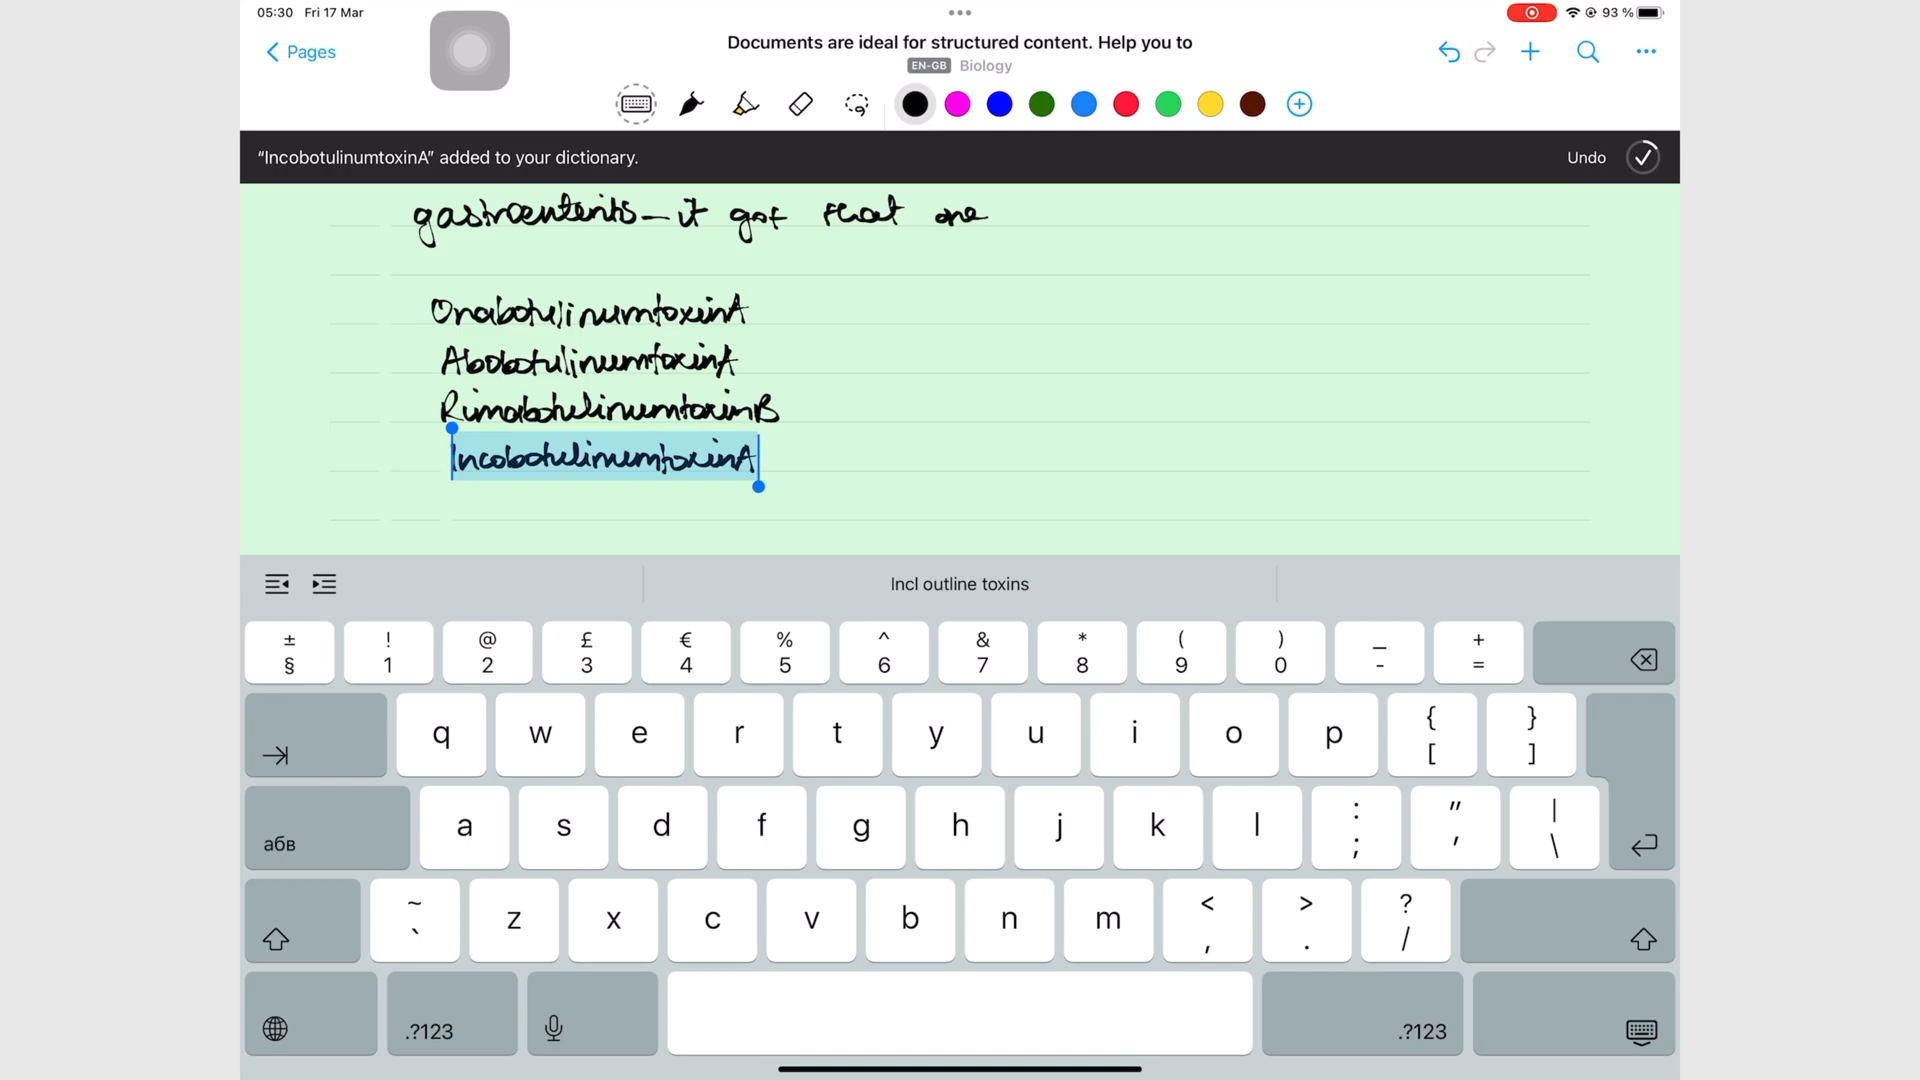 05:30 Fri 17 Mar
93 %
Pages
Documents are ideal for structured content. Help you to
EN-GB Biology
“IncobotulinumtoxinA” added to your dictionary.
Undo
gastroenteritis – it got that one
OnabotulinumtoxinA
AbobotulinumtoxinA
RimabotulinumtoxinB
IncobotulinumtoxinA
Incl outline toxins
± ! @ £ € % ^ & * ( ) _ +
§ 1 2 3 4 5 6 7 8 9 0 - =
q w e r t y u i o p { }
[ ]
абв a s d f g h j k l : " |
; ' \
~ z x c v b n m < > ?
` , . /
.?123 .?123